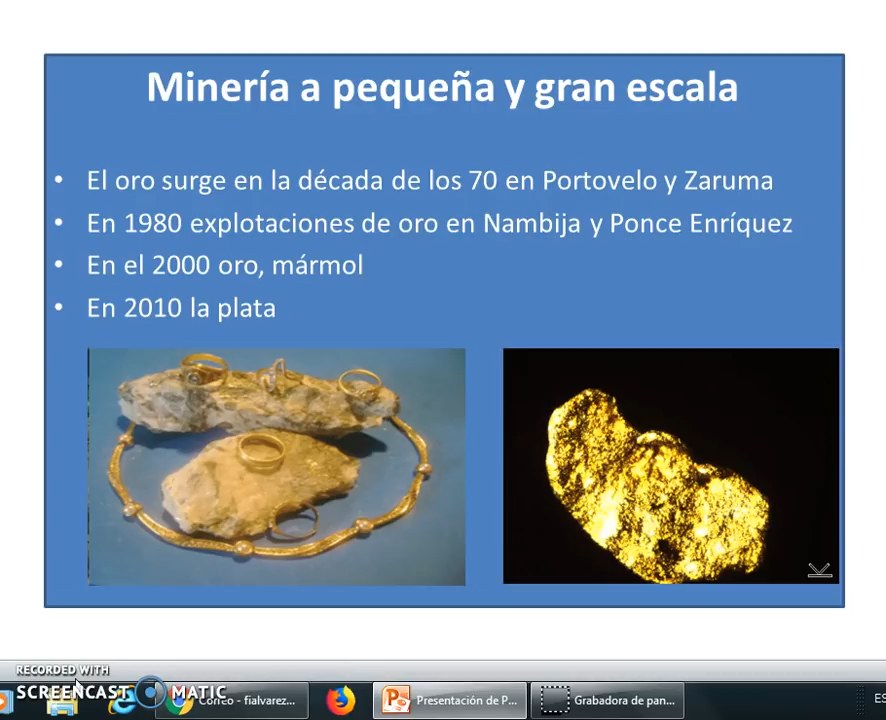 Minería a pequeña y gran escala
• El oro surge en la década de los 70 en Portovelo y Zaruma
• En 1980 explotaciones de oro en Nambija y Ponce Enríquez
• En el 2000 oro, mármol
• En 2010 la plata
RECORDED WITH
SCREENCAST MATIC
Correo - fialvarez...
Presentación de P...
Grabadora de pan...
ES